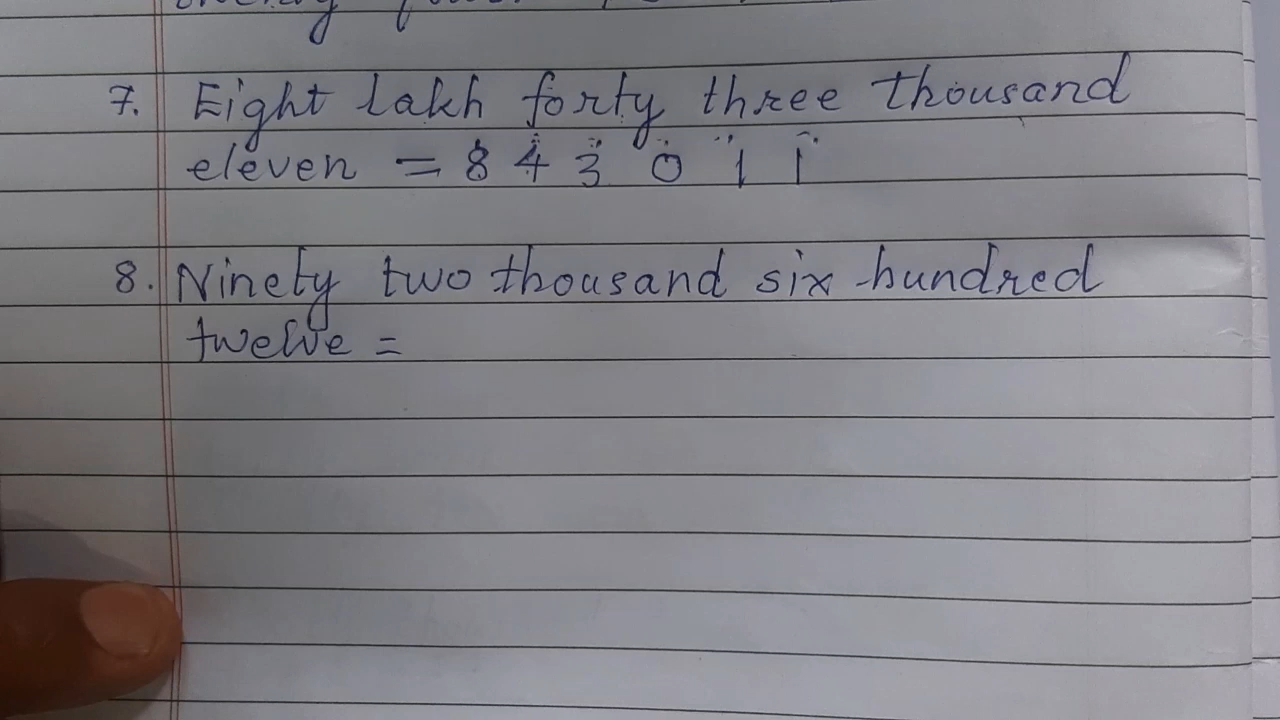 7. Eight lakh forty three thousand
eleven = 8 4 3 0 1 1
8. Ninety two thousand six hundred
twelve =